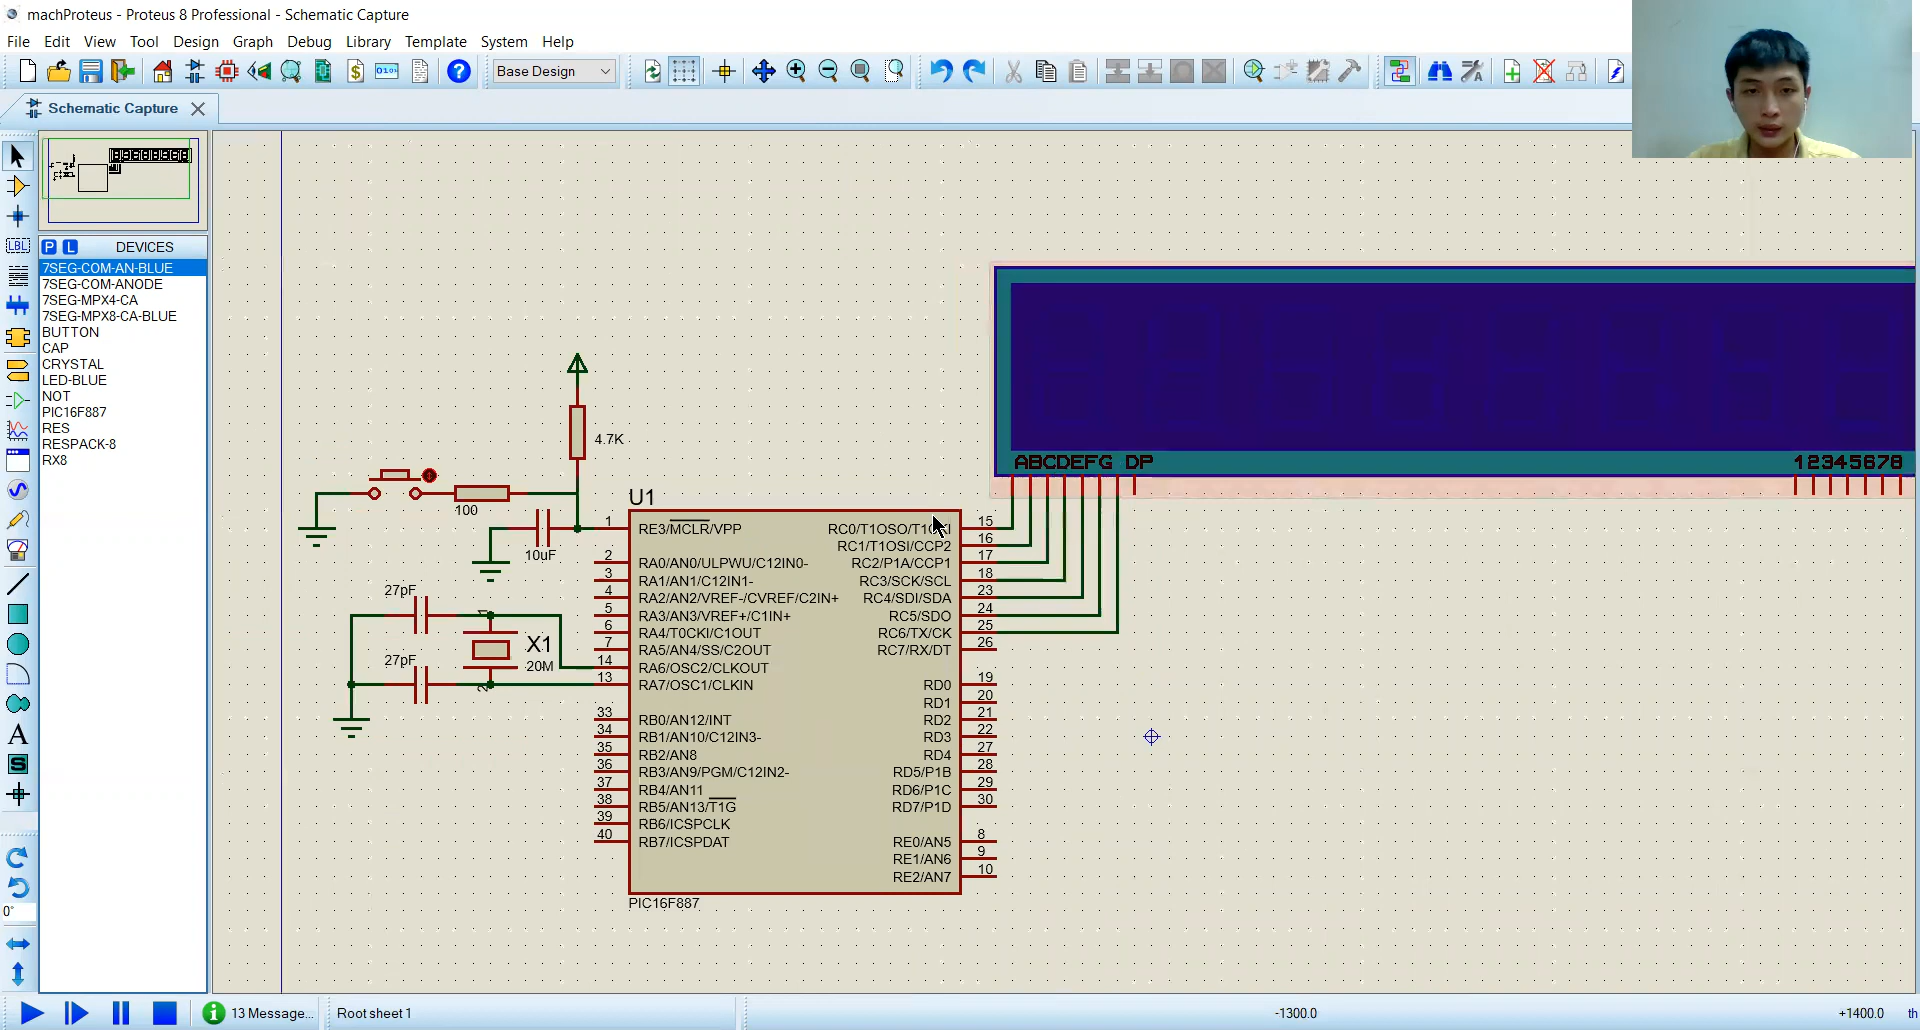 machProteus - Proteus 8 Professional - Schematic Capture
File Edit View Tool Design Graph Debug Library Template System Help
Base Design
Schematic Capture
P L DEVICES
7SEG-COM-AN-BLUE
7SEG-COM-ANODE
7SEG-MPX4-CA
7SEG-MPX8-CA-BLUE
BUTTON
CAP
CRYSTAL
LED-BLUE
NOT
PIC16F887
RES
RESPACK-8
RX8
LBL
A
S
0°
4.7K
100
10uF
27pF
27pF
X1
20M
1
2
ABCDEFG DP
12345678
U1
1 RE3/MCLR/VPP
2 RA0/AN0/ULPWU/C12IN0-
3 RA1/AN1/C12IN1-
4 RA2/AN2/VREF-/CVREF/C2IN+
5 RA3/AN3/VREF+/C1IN+
6 RA4/T0CKI/C1OUT
7 RA5/AN4/SS/C2OUT
14 RA6/OSC2/CLKOUT
13 RA7/OSC1/CLKIN
33 RB0/AN12/INT
34 RB1/AN10/C12IN3-
35 RB2/AN8
36 RB3/AN9/PGM/C12IN2-
37 RB4/AN11
38 RB5/AN13/T1G
39 RB6/ICSPCLK
40 RB7/ICSPDAT
RC0/T1OSO/T1CKI 15
RC1/T1OSI/CCP2 16
RC2/P1A/CCP1 17
RC3/SCK/SCL 18
RC4/SDI/SDA 23
RC5/SDO 24
RC6/TX/CK 25
RC7/RX/DT 26
RD0 19
RD1 20
RD2 21
RD3 22
RD4 27
RD5/P1B 28
RD6/P1C 29
RD7/P1D 30
RE0/AN5 8
RE1/AN6 9
RE2/AN7 10
PIC16F887
13 Message... Root sheet 1 -1300.0 +1400.0 th